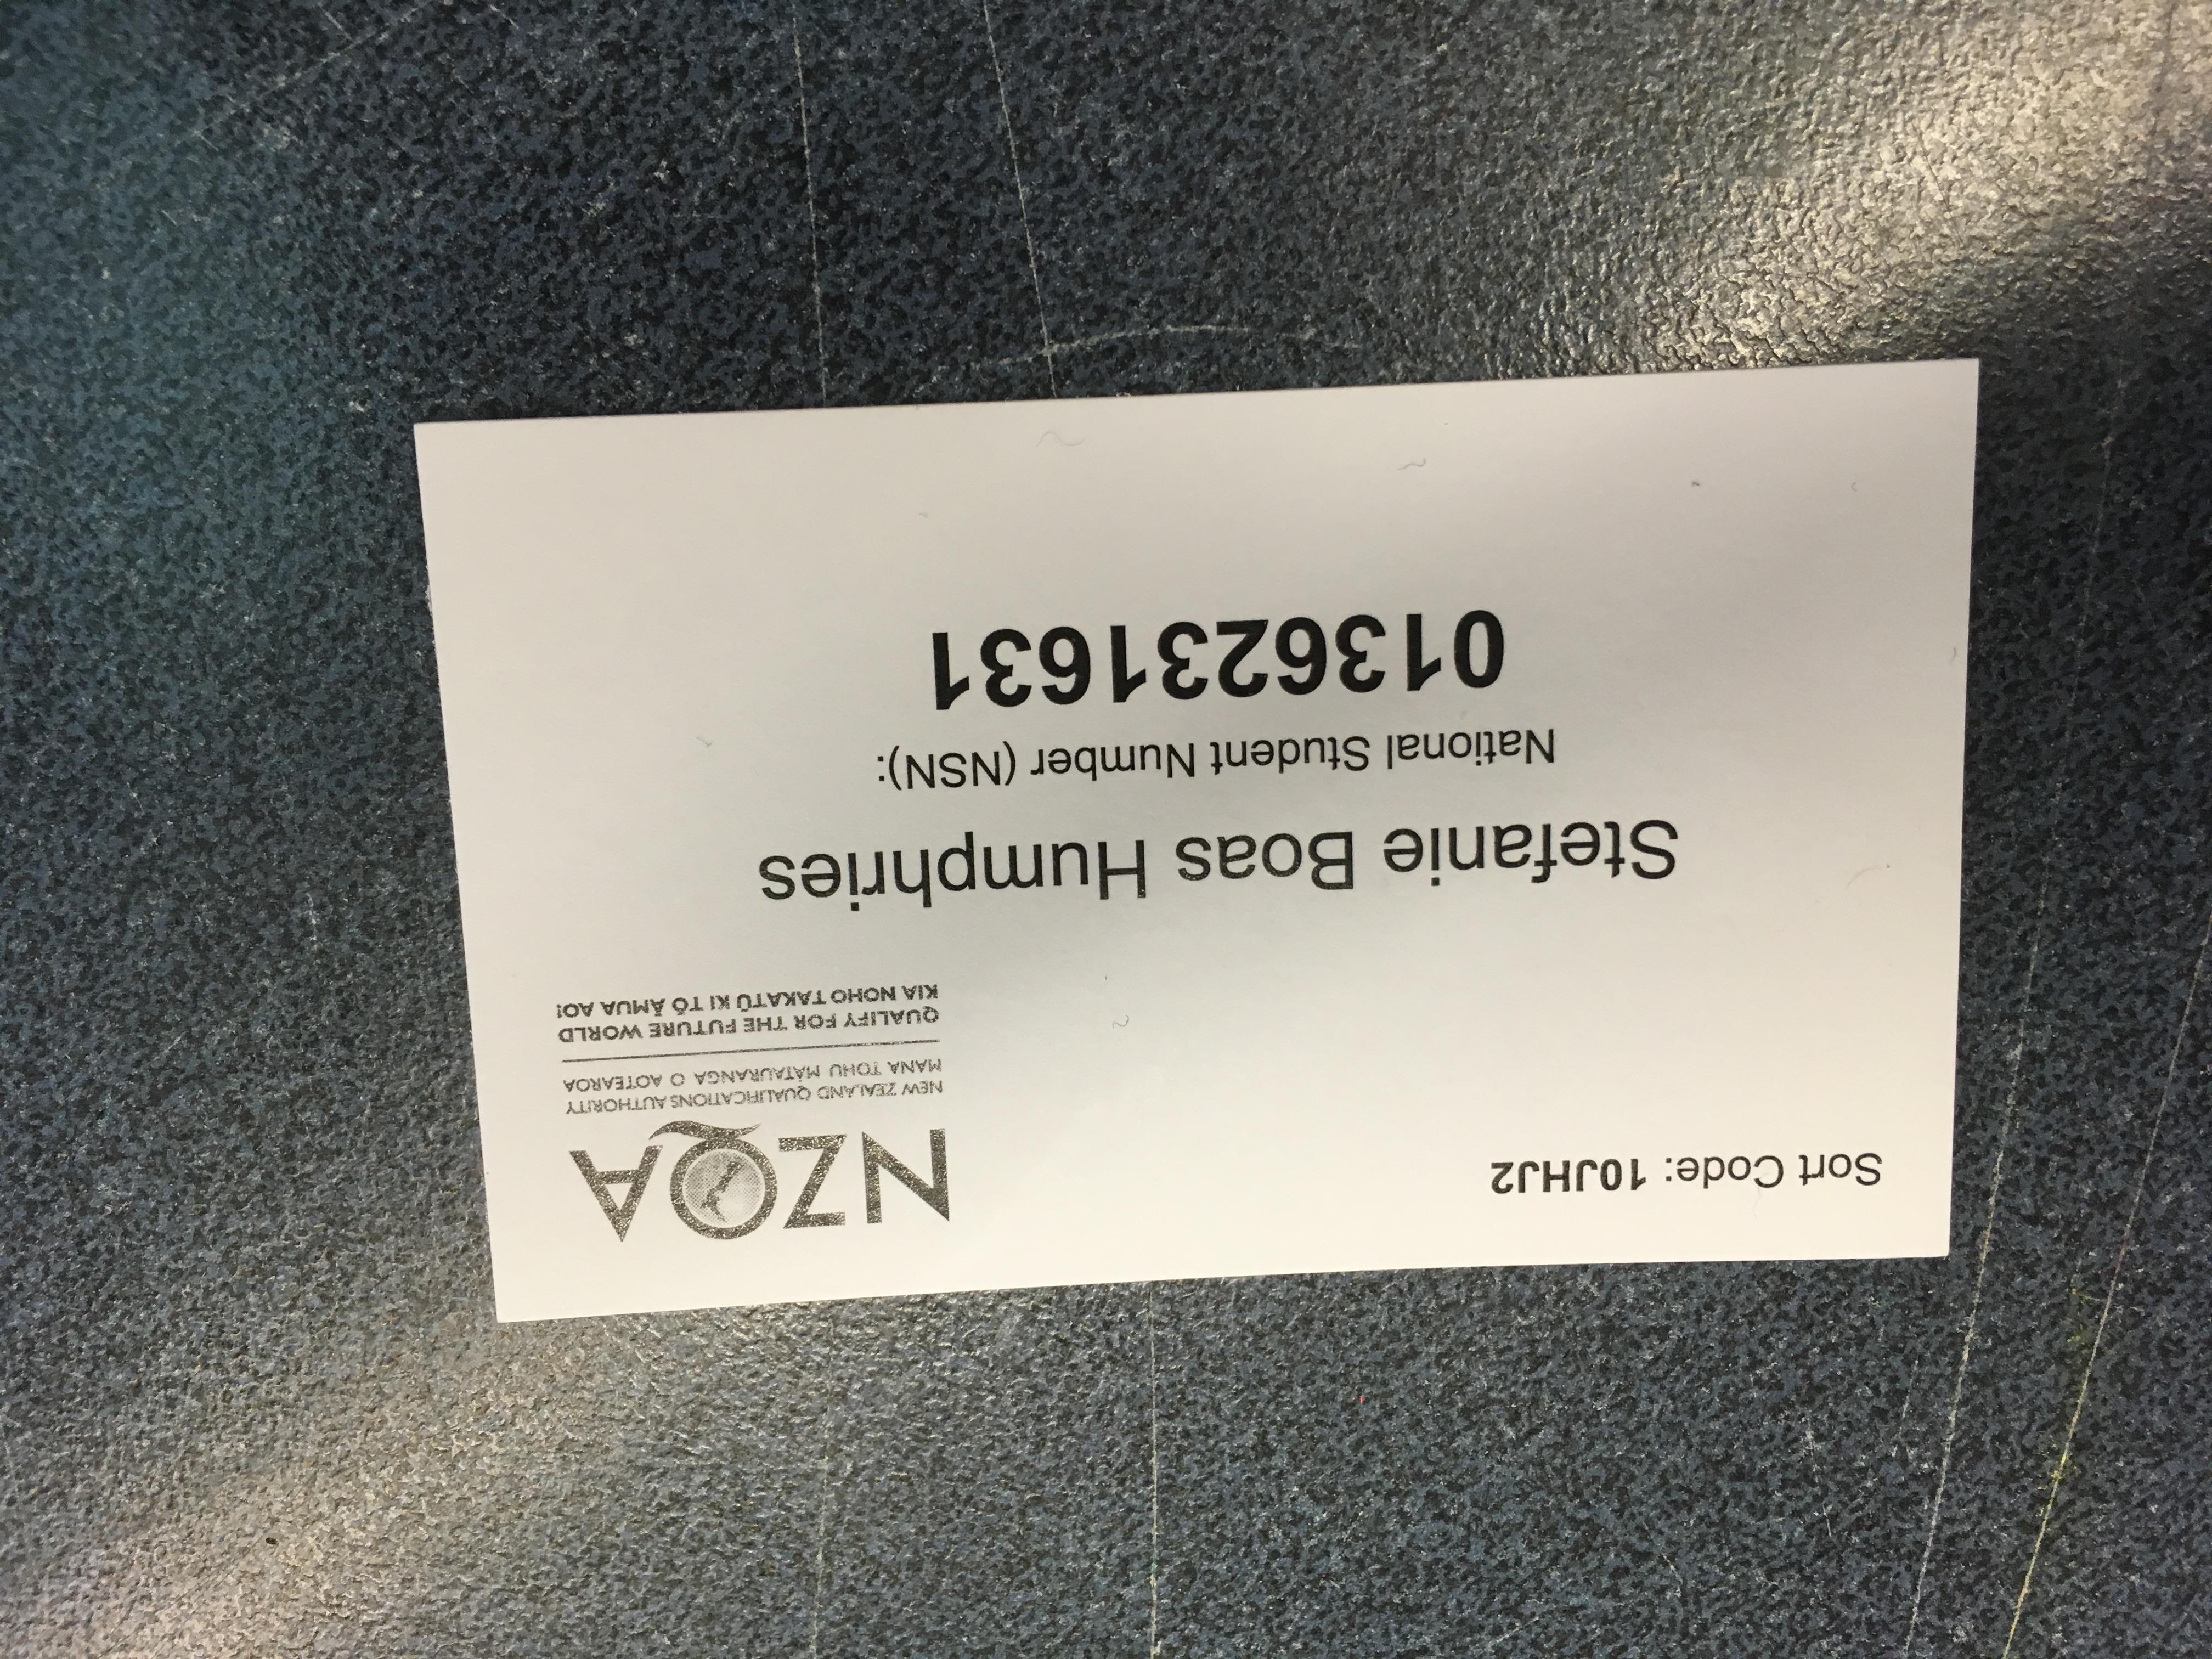 Sort Code: 10JHJ2
NZQA
NEW ZEALAND QUALIFICATIONS AUTHORITY
MANA TOHU MĀTAURANGA O AOTEAROA
QUALIFY FOR THE FUTURE WORLD
KIA NOHO TAKATŪ KI TŌ ĀMUA AO!
Stefanie Boas Humphries
National Student Number (NSN):
0136231631